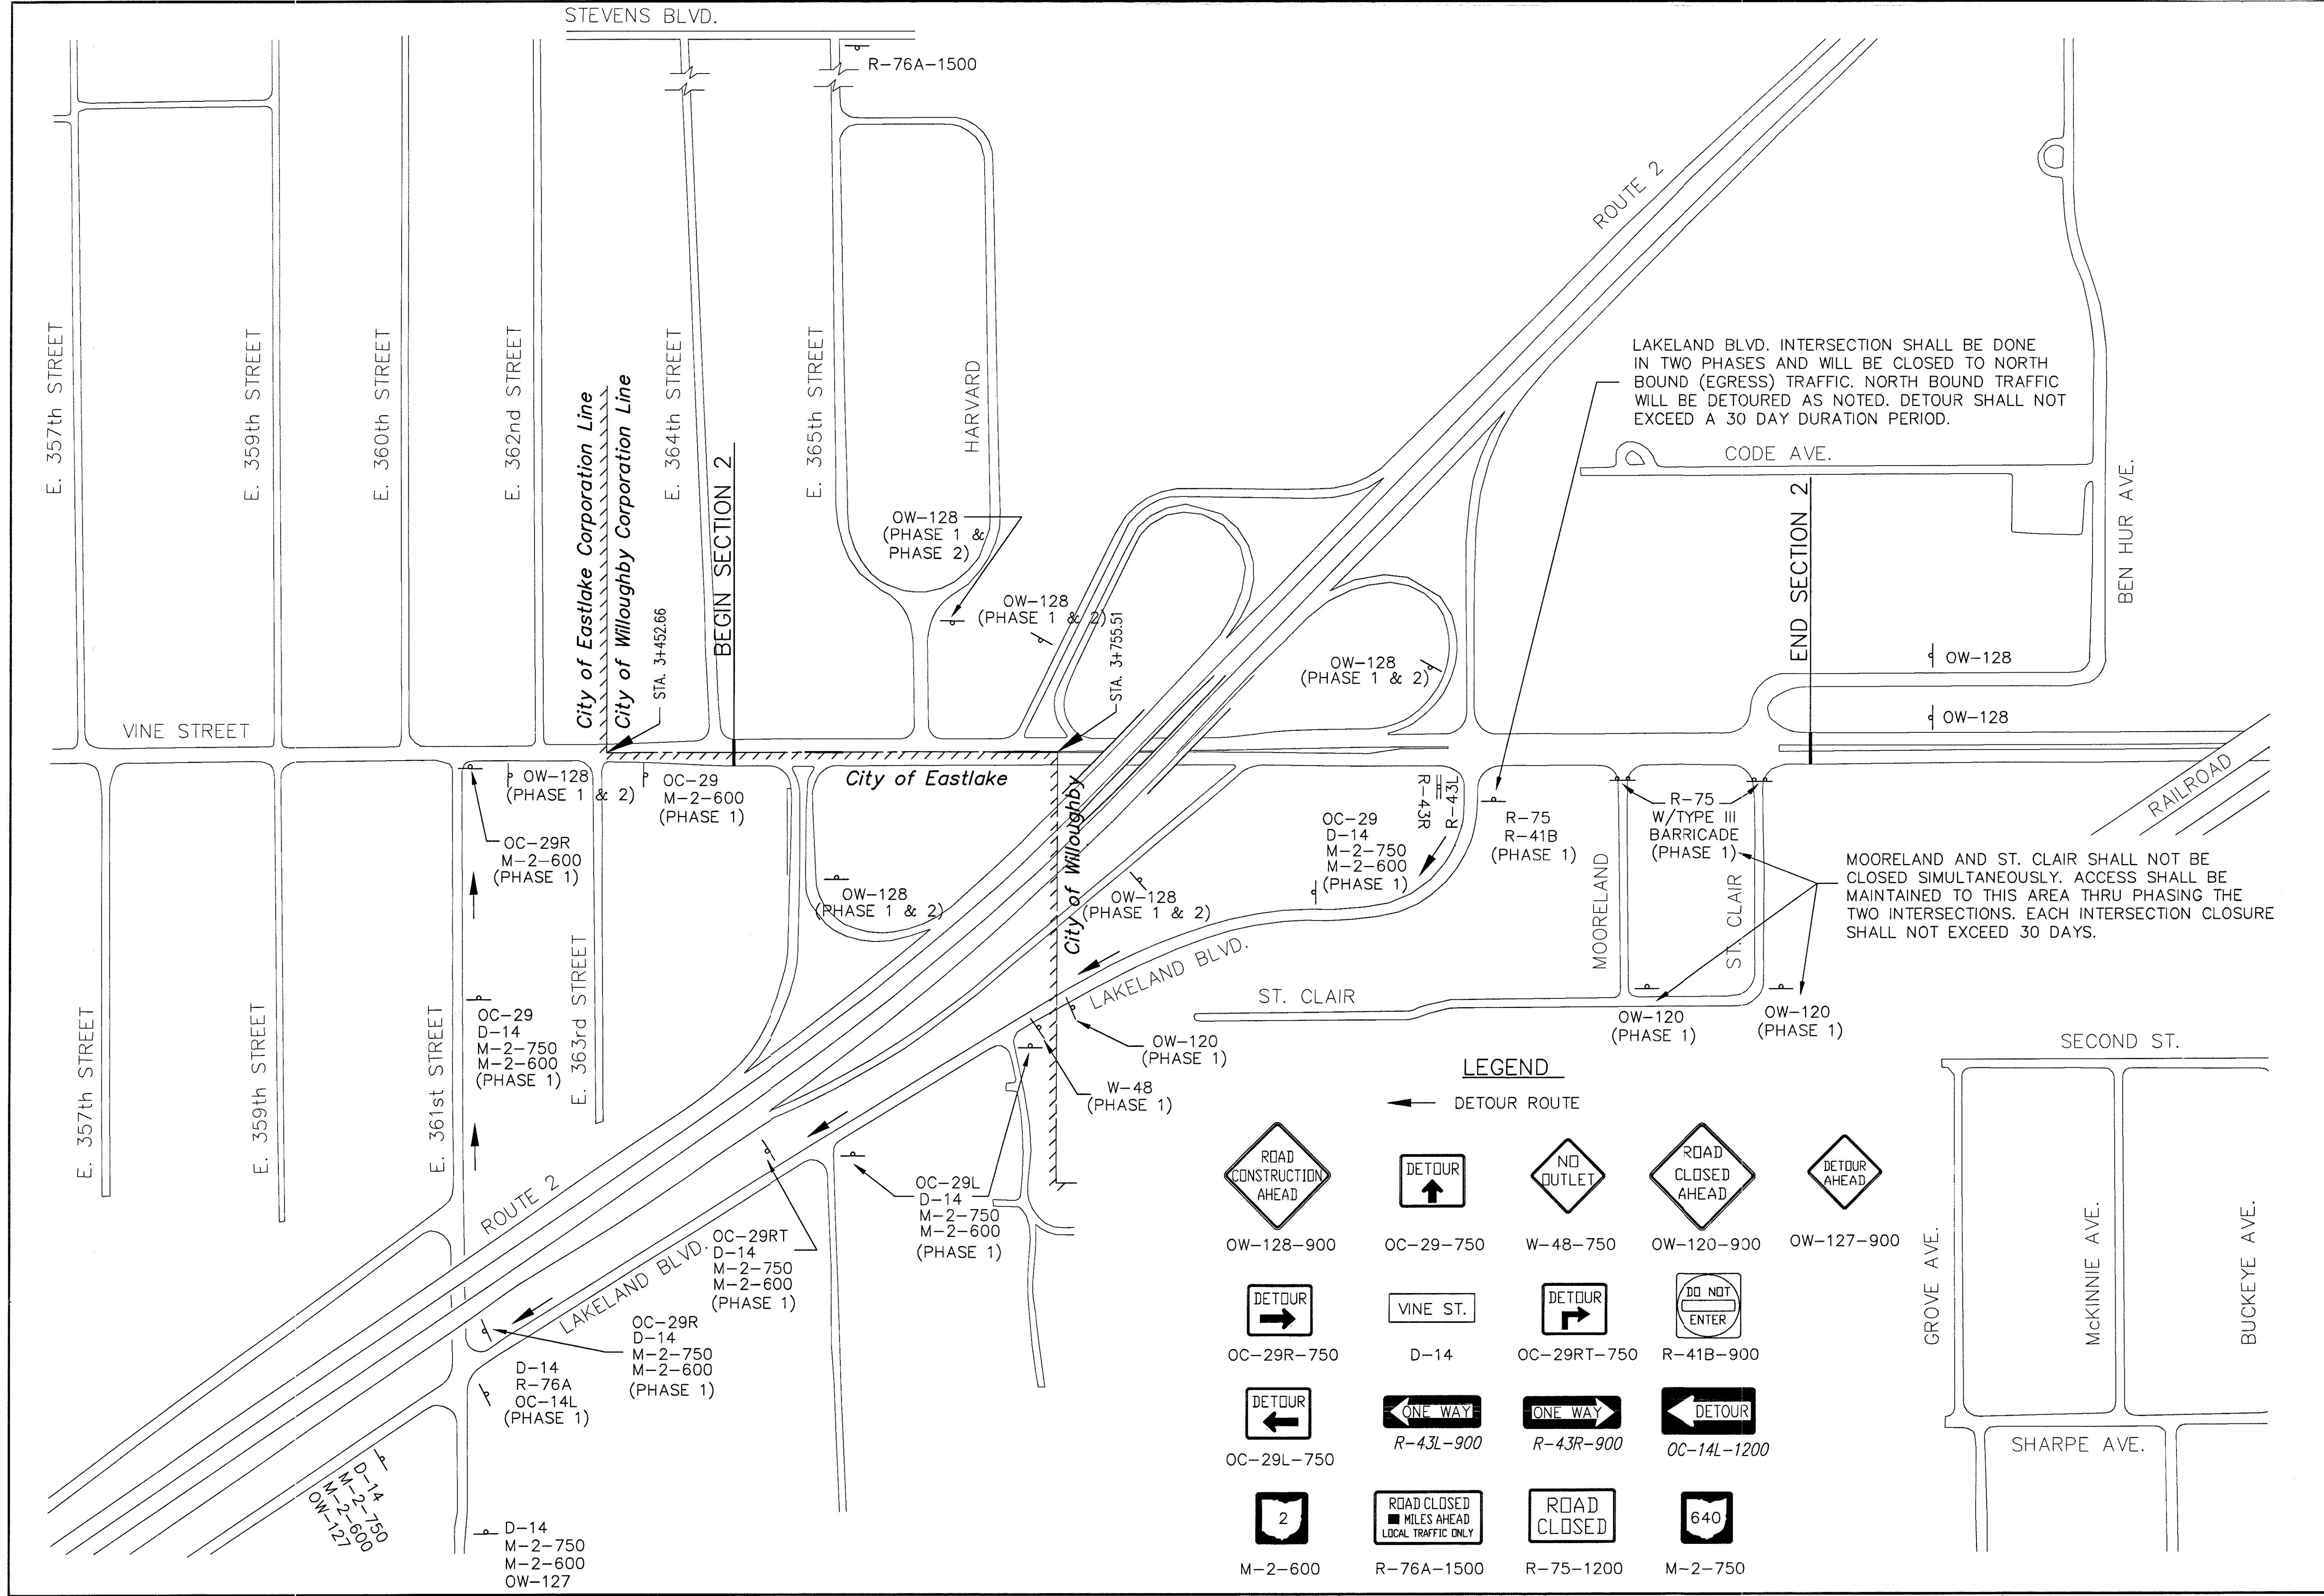 STEVENS BLVD.
R-76A-1500
ROUTE 2
E. 357th STREET
E. 359th STREET
E. 360th STREET
E. 362nd STREET
City of Eastlake Corporation Line
City of Willoughby Corporation Line
E. 364th STREET
BEGIN SECTION 2
E. 365th STREET
HARVARD
LAKELAND BLVD. INTERSECTION SHALL BE DONE
IN TWO PHASES AND WILL BE CLOSED TO NORTH
BOUND (EGRESS) TRAFFIC. NORTH BOUND TRAFFIC
WILL BE DETOURED AS NOTED. DETOUR SHALL NOT
EXCEED A 30 DAY DURATION PERIOD.
CODE AVE.
END SECTION 2
BEN HUR AVE.
OW-128
(PHASE 1 &
PHASE 2)
OW-128
(PHASE 1 & 2)
STA. 3+452.66
STA. 3+755.51
OW-128
(PHASE 1 & 2)
OW-128
OW-128
VINE STREET
RAILROAD
OW-128
(PHASE 1 & 2)
OC-29
M-2-600
(PHASE 1)
City of Eastlake
City of Willoughby
R-43R
R-43L
OC-29R
M-2-600
(PHASE 1)
OC-29
D-14
M-2-750
M-2-600
(PHASE 1)
R-75
R-41B
(PHASE 1)
R-75
W/TYPE III
BARRICADE
(PHASE 1)
MOORELAND
ST. CLAIR
MOORELAND AND ST. CLAIR SHALL NOT BE
CLOSED SIMULTANEOUSLY. ACCESS SHALL BE
MAINTAINED TO THIS AREA THRU PHASING THE
TWO INTERSECTIONS. EACH INTERSECTION CLOSURE
SHALL NOT EXCEED 30 DAYS.
OW-128
(PHASE 1 & 2)
OW-128
(PHASE 1 & 2)
LAKELAND BLVD.
ST. CLAIR
OW-120
(PHASE 1)
OW-120
(PHASE 1)
E. 357th STREET
E. 359th STREET
E. 361st STREET
E. 363rd STREET
OC-29
D-14
M-2-750
M-2-600
(PHASE 1)
OW-120
(PHASE 1)
W-48
(PHASE 1)
SECOND ST.
ROUTE 2
OC-29L
D-14
M-2-750
M-2-600
(PHASE 1)
OC-29RT
D-14
M-2-750
M-2-600
(PHASE 1)
LAKELAND BLVD.
OC-29R
D-14
M-2-750
M-2-600
(PHASE 1)
D-14
R-76A
OC-14L
(PHASE 1)
D-14
M-2-750
M-2-600
OW-127
D-14
M-2-750
M-2-600
OW-127
GROVE AVE.
McKINNIE AVE.
BUCKEYE AVE.
SHARPE AVE.
LEGEND
DETOUR ROUTE
ROAD
CONSTRUCTION
AHEAD
OW-128-900
DETOUR
OC-29-750
NO
OUTLET
W-48-750
ROAD
CLOSED
AHEAD
OW-120-900
DETOUR
AHEAD
OW-127-900
DETOUR
OC-29R-750
VINE ST.
D-14
DETOUR
OC-29RT-750
DO NOT
ENTER
R-41B-900
DETOUR
OC-29L-750
ONE WAY
R-43L-900
ONE WAY
R-43R-900
DETOUR
OC-14L-1200
2
M-2-600
ROAD CLOSED
MILES AHEAD
LOCAL TRAFFIC ONLY
R-76A-1500
ROAD
CLOSED
R-75-1200
640
M-2-750